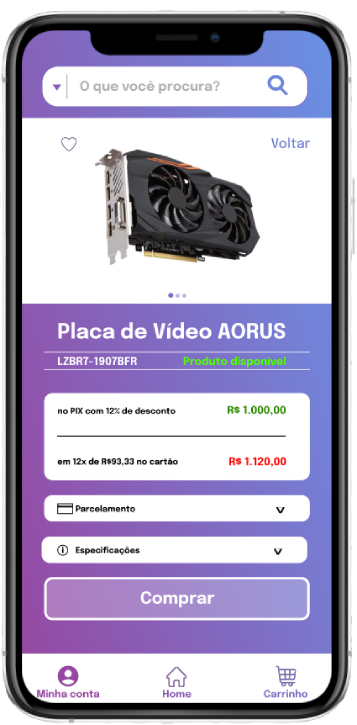 O que você procura?
Voltar
Placa de Vídeo AORUS
LZBR7-1907BFR Produto disponível
no PIX com 12% de desconto R$ 1.000,00
em 12x de R$93,33 no cartão R$ 1.120,00
Parcelamento v
Especificações v
Comprar
Minha conta Home Carrinho